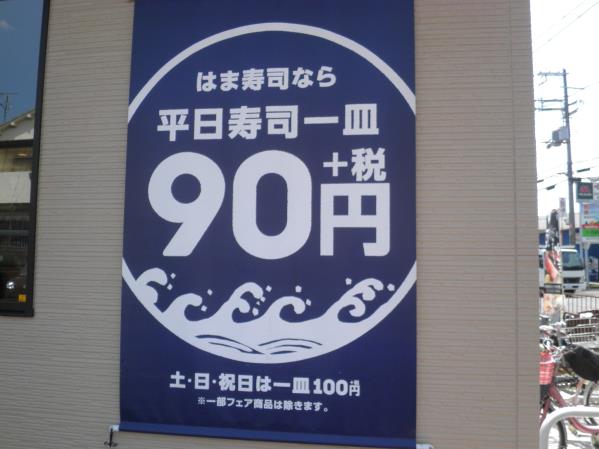 はま寿司なら
平日寿司一皿
90円+税
土・日・祝日は一皿100円+税
※一部フェア商品は除きます。